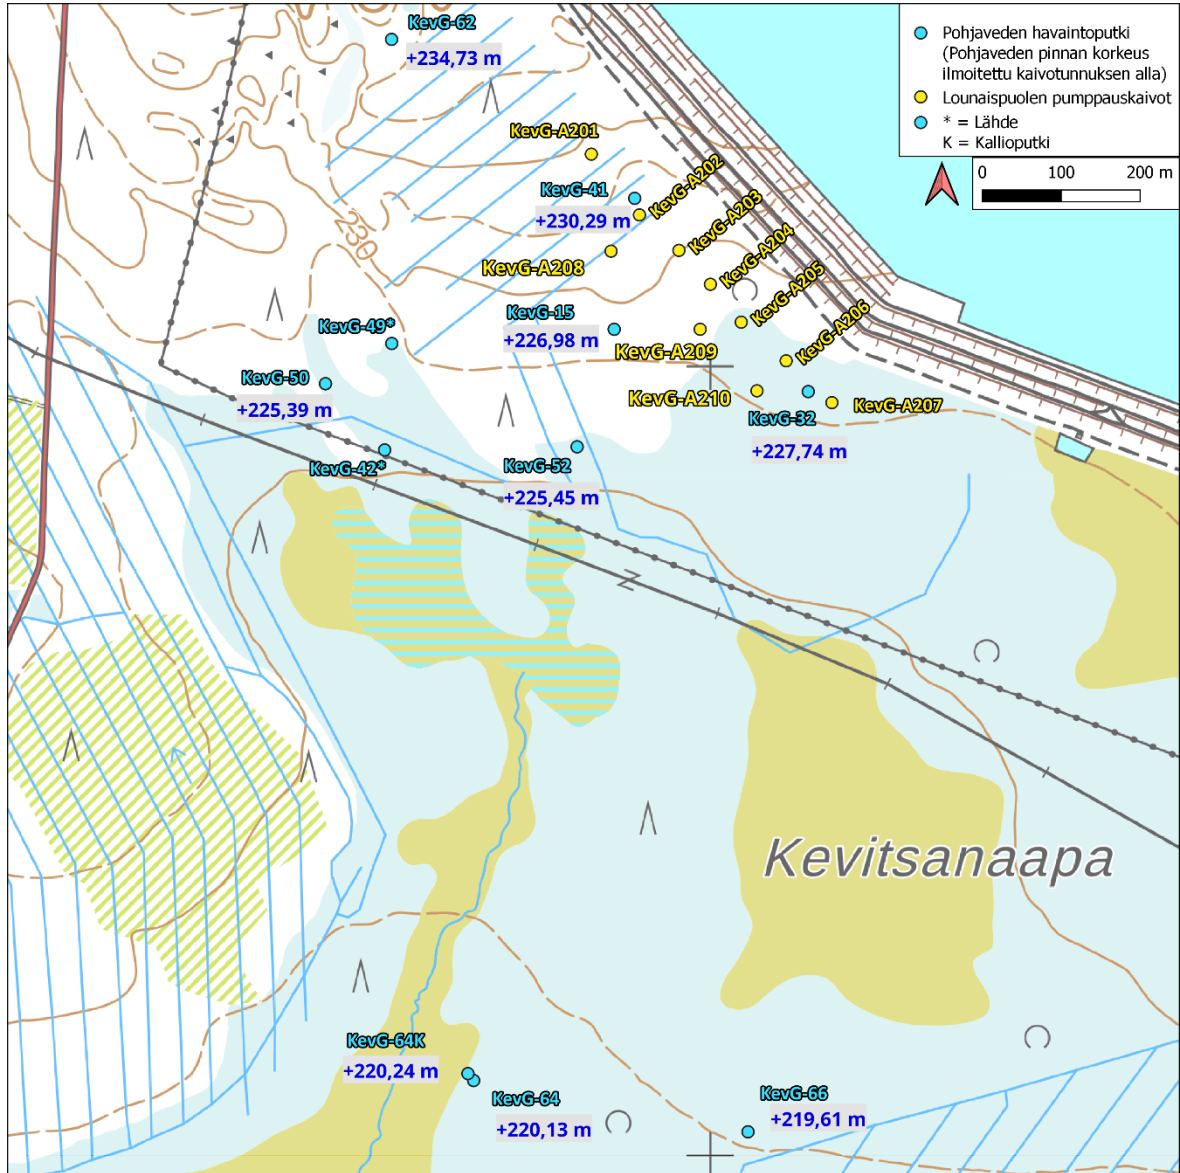 KevG-62
+234,73 m
Pohjaveden havaintoputki
(Pohjaveden pinnan korkeus
ilmoitettu kaivotunnuksen alla)
Lounaispuolen pumppauskaivot
* = Lähde
K = Kallioputki
0 100 200 m
KevG-A201
KevG-41
+230,29 m
KevG-A202
KevG-A203
KevG-A204
KevG-A205
KevG-A206
230
KevG-A208
KevG-15
+226,98 m
KevG-49*
KevG-A209
KevG-50
+225,39 m
KevG-A210
KevG-A207
KevG-32
+227,74 m
KevG-42*
KevG-52
+225,45 m
Kevitsanaapa
KevG-64K
+220,24 m
KevG-64
+220,13 m
KevG-66
+219,61 m